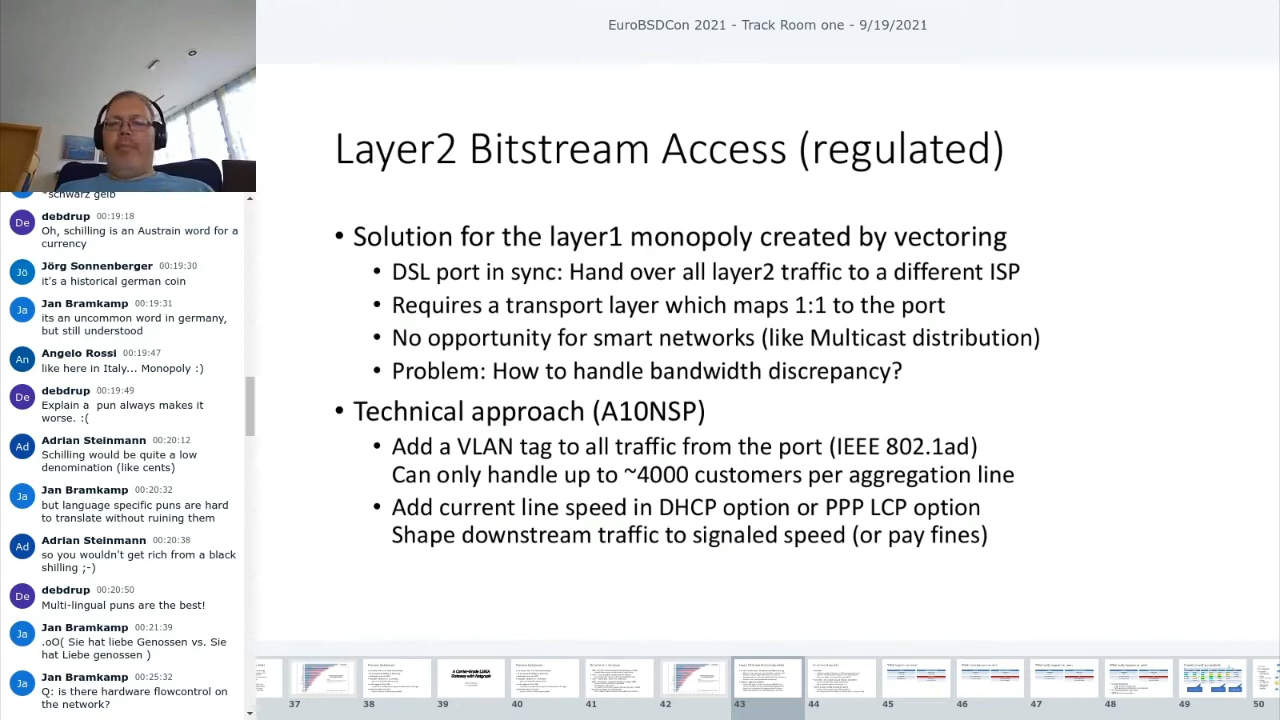 EuroBSDCon 2021 - Track Room one - 9/19/2021
Layer2 Bitstream Access (regulated)
• Solution for the layer1 monopoly created by vectoring
• DSL port in sync: Hand over all layer2 traffic to a different ISP
• Requires a transport layer which maps 1:1 to the port
• No opportunity for smart networks (like Multicast distribution)
• Problem: How to handle bandwidth discrepancy?
• Technical approach (A10NSP)
• Add a VLAN tag to all traffic from the port (IEEE 802.1ad)
Can only handle up to ~4000 customers per aggregation line
• Add current line speed in DHCP option or PPP LCP option
Shape downstream traffic to signaled speed (or pay fines)
*schwarz gelb
De
debdrup 00:19:18
Oh, schilling is an Austrain word for a
currency
Jö
Jörg Sonnenberger 00:19:30
it's a historical german coin
Ja
Jan Bramkamp 00:19:31
its an uncommon word in germany,
but still understood
An
Angelo Rossi 00:19:47
like here in Italy... Monopoly :)
De
debdrup 00:19:49
Explain a pun always makes it
worse. :(
Ad
Adrian Steinmann 00:20:12
Schilling would be quite a low
denomination (like cents)
Ja
Jan Bramkamp 00:20:32
but language specific puns are hard
to translate without ruining them
Ad
Adrian Steinmann 00:20:38
so you wouldn't get rich from a black
shilling ;-)
De
debdrup 00:20:50
Multi-lingual puns are the best!
Ja
Jan Bramkamp 00:21:39
.oO( Sie hat liebe Genossen vs. Sie
hat Liebe genossen )
Ja
Jan Bramkamp 00:25:32
Q: is there hardware flowcontrol on
the network?
37 38 39 40 41 42 43 44 45 46 47 48 49 50